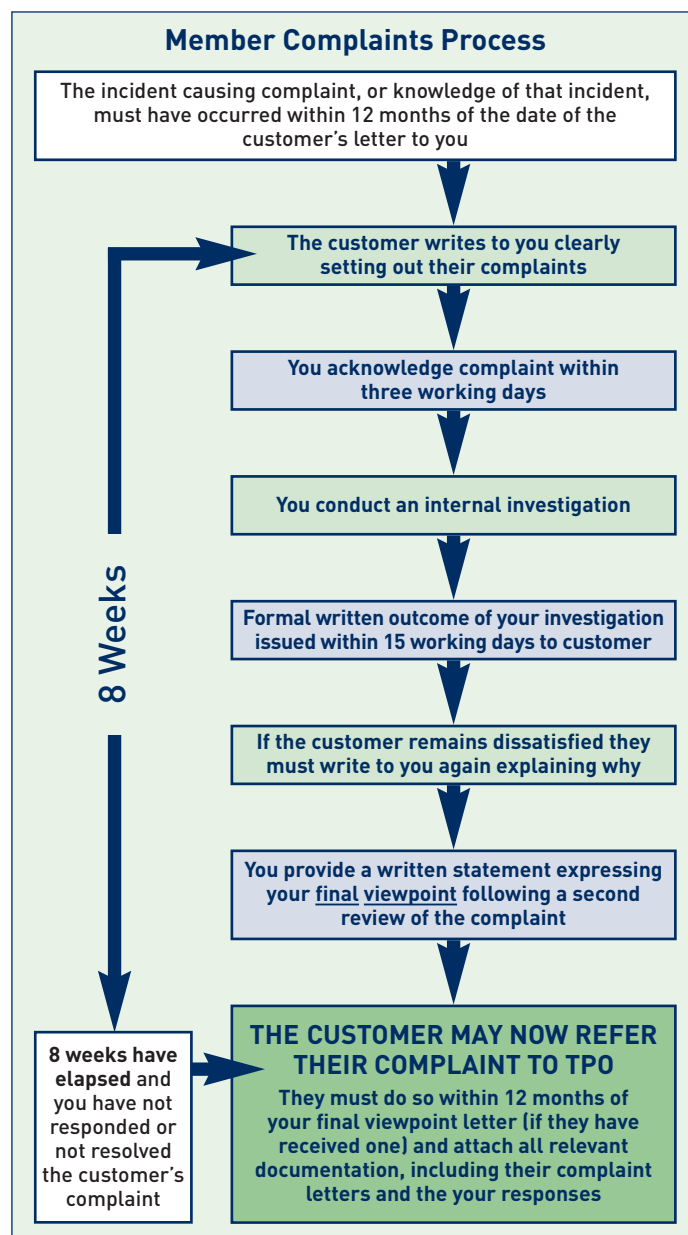 Member Complaints Process
The incident causing complaint, or knowledge of that incident,
must have occurred within 12 months of the date of the
customer's letter to you
The customer writes to you clearly
setting out their complaints
You acknowledge complaint within
three working days
You conduct an internal investigation
8 Weeks
Formal written outcome of your investigation
issued within 15 working days to customer
If the customer remains dissatisfied they
must write to you again explaining why
You provide a written statement expressing
your final viewpoint following a second
review of the complaint
8 weeks have
elapsed and
you have not
responded or
not resolved
the customer's
complaint
THE CUSTOMER MAY NOW REFER
THEIR COMPLAINT TO TPO
They must do so within 12 months of
your final viewpoint letter (if they have
received one) and attach all relevant
documentation, including their complaint
letters and the your responses